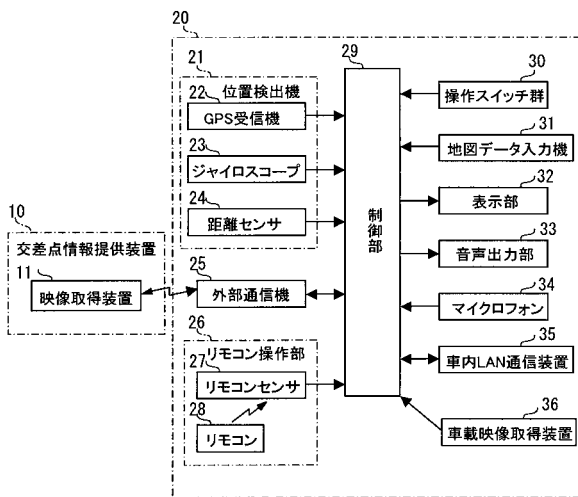 20
21
位置検出機
22
GPS受信機
23
ジャイロスコープ
24
距離センサ
10
交差点情報提供装置
11
映像取得装置
25
外部通信機
26
リモコン操作部
27
リモコンセンサ
28
リモコン
29
制御部
30
操作スイッチ群
31
地図データ入力機
32
表示部
33
音声出力部
34
マイクロフォン
35
車内LAN通信装置
36
車載映像取得装置